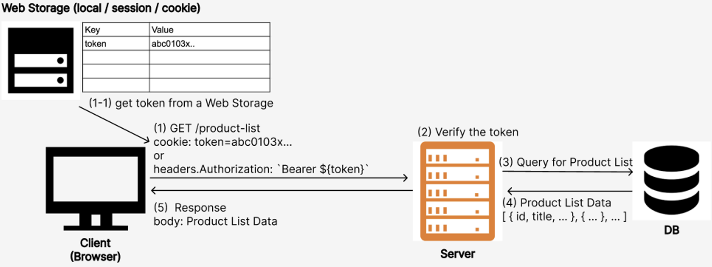 Web Storage (local / session / cookie)
Key Value
token abc0103x..
(1-1) get token from a Web Storage
(1) GET /product-list
cookie: token=abc0103x...
or
headers.Authorization: `Bearer ${token}`
(2) Verify the token
(3) Query for Product List
(4) Product List Data
[ { id, title, ... }, { ... }, ... ]
(5) Response
body: Product List Data
Client
(Browser)
Server
DB